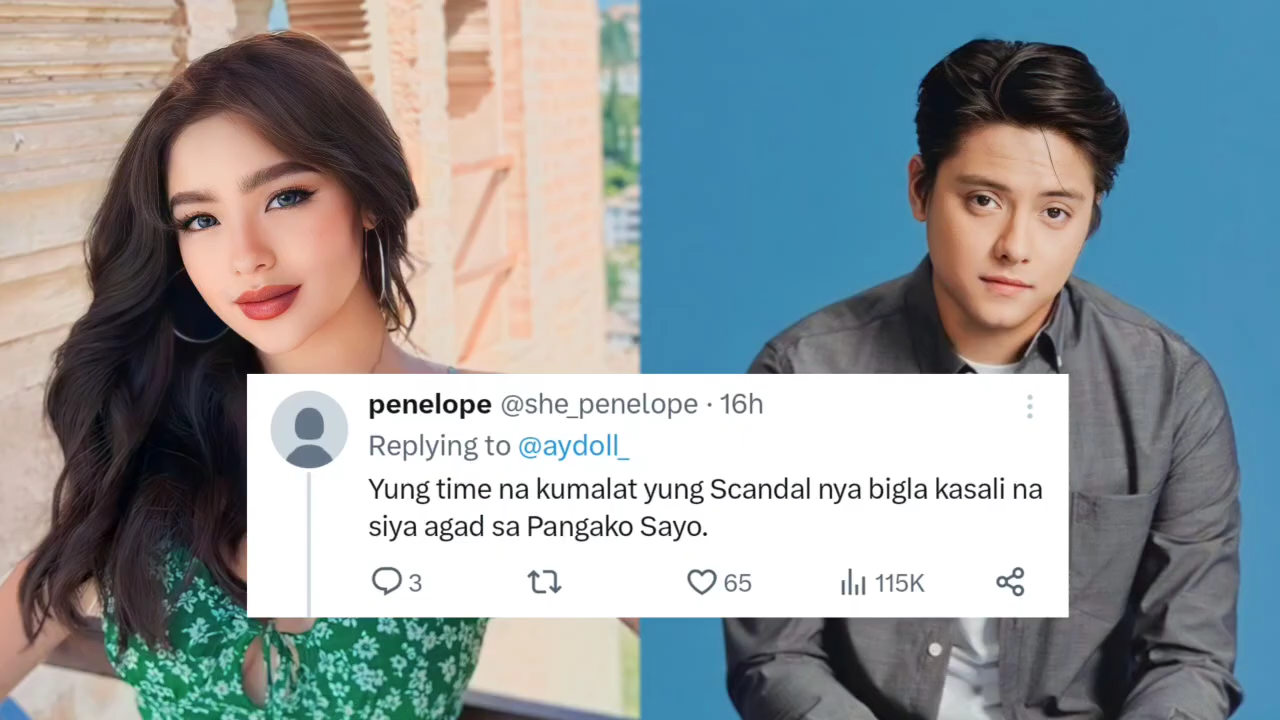 penelope @she_penelope · 16h
Replying to @aydoll_
Yung time na kumalat yung Scandal nya bigla kasali na
siya agad sa Pangako Sayo.
3 65 115K